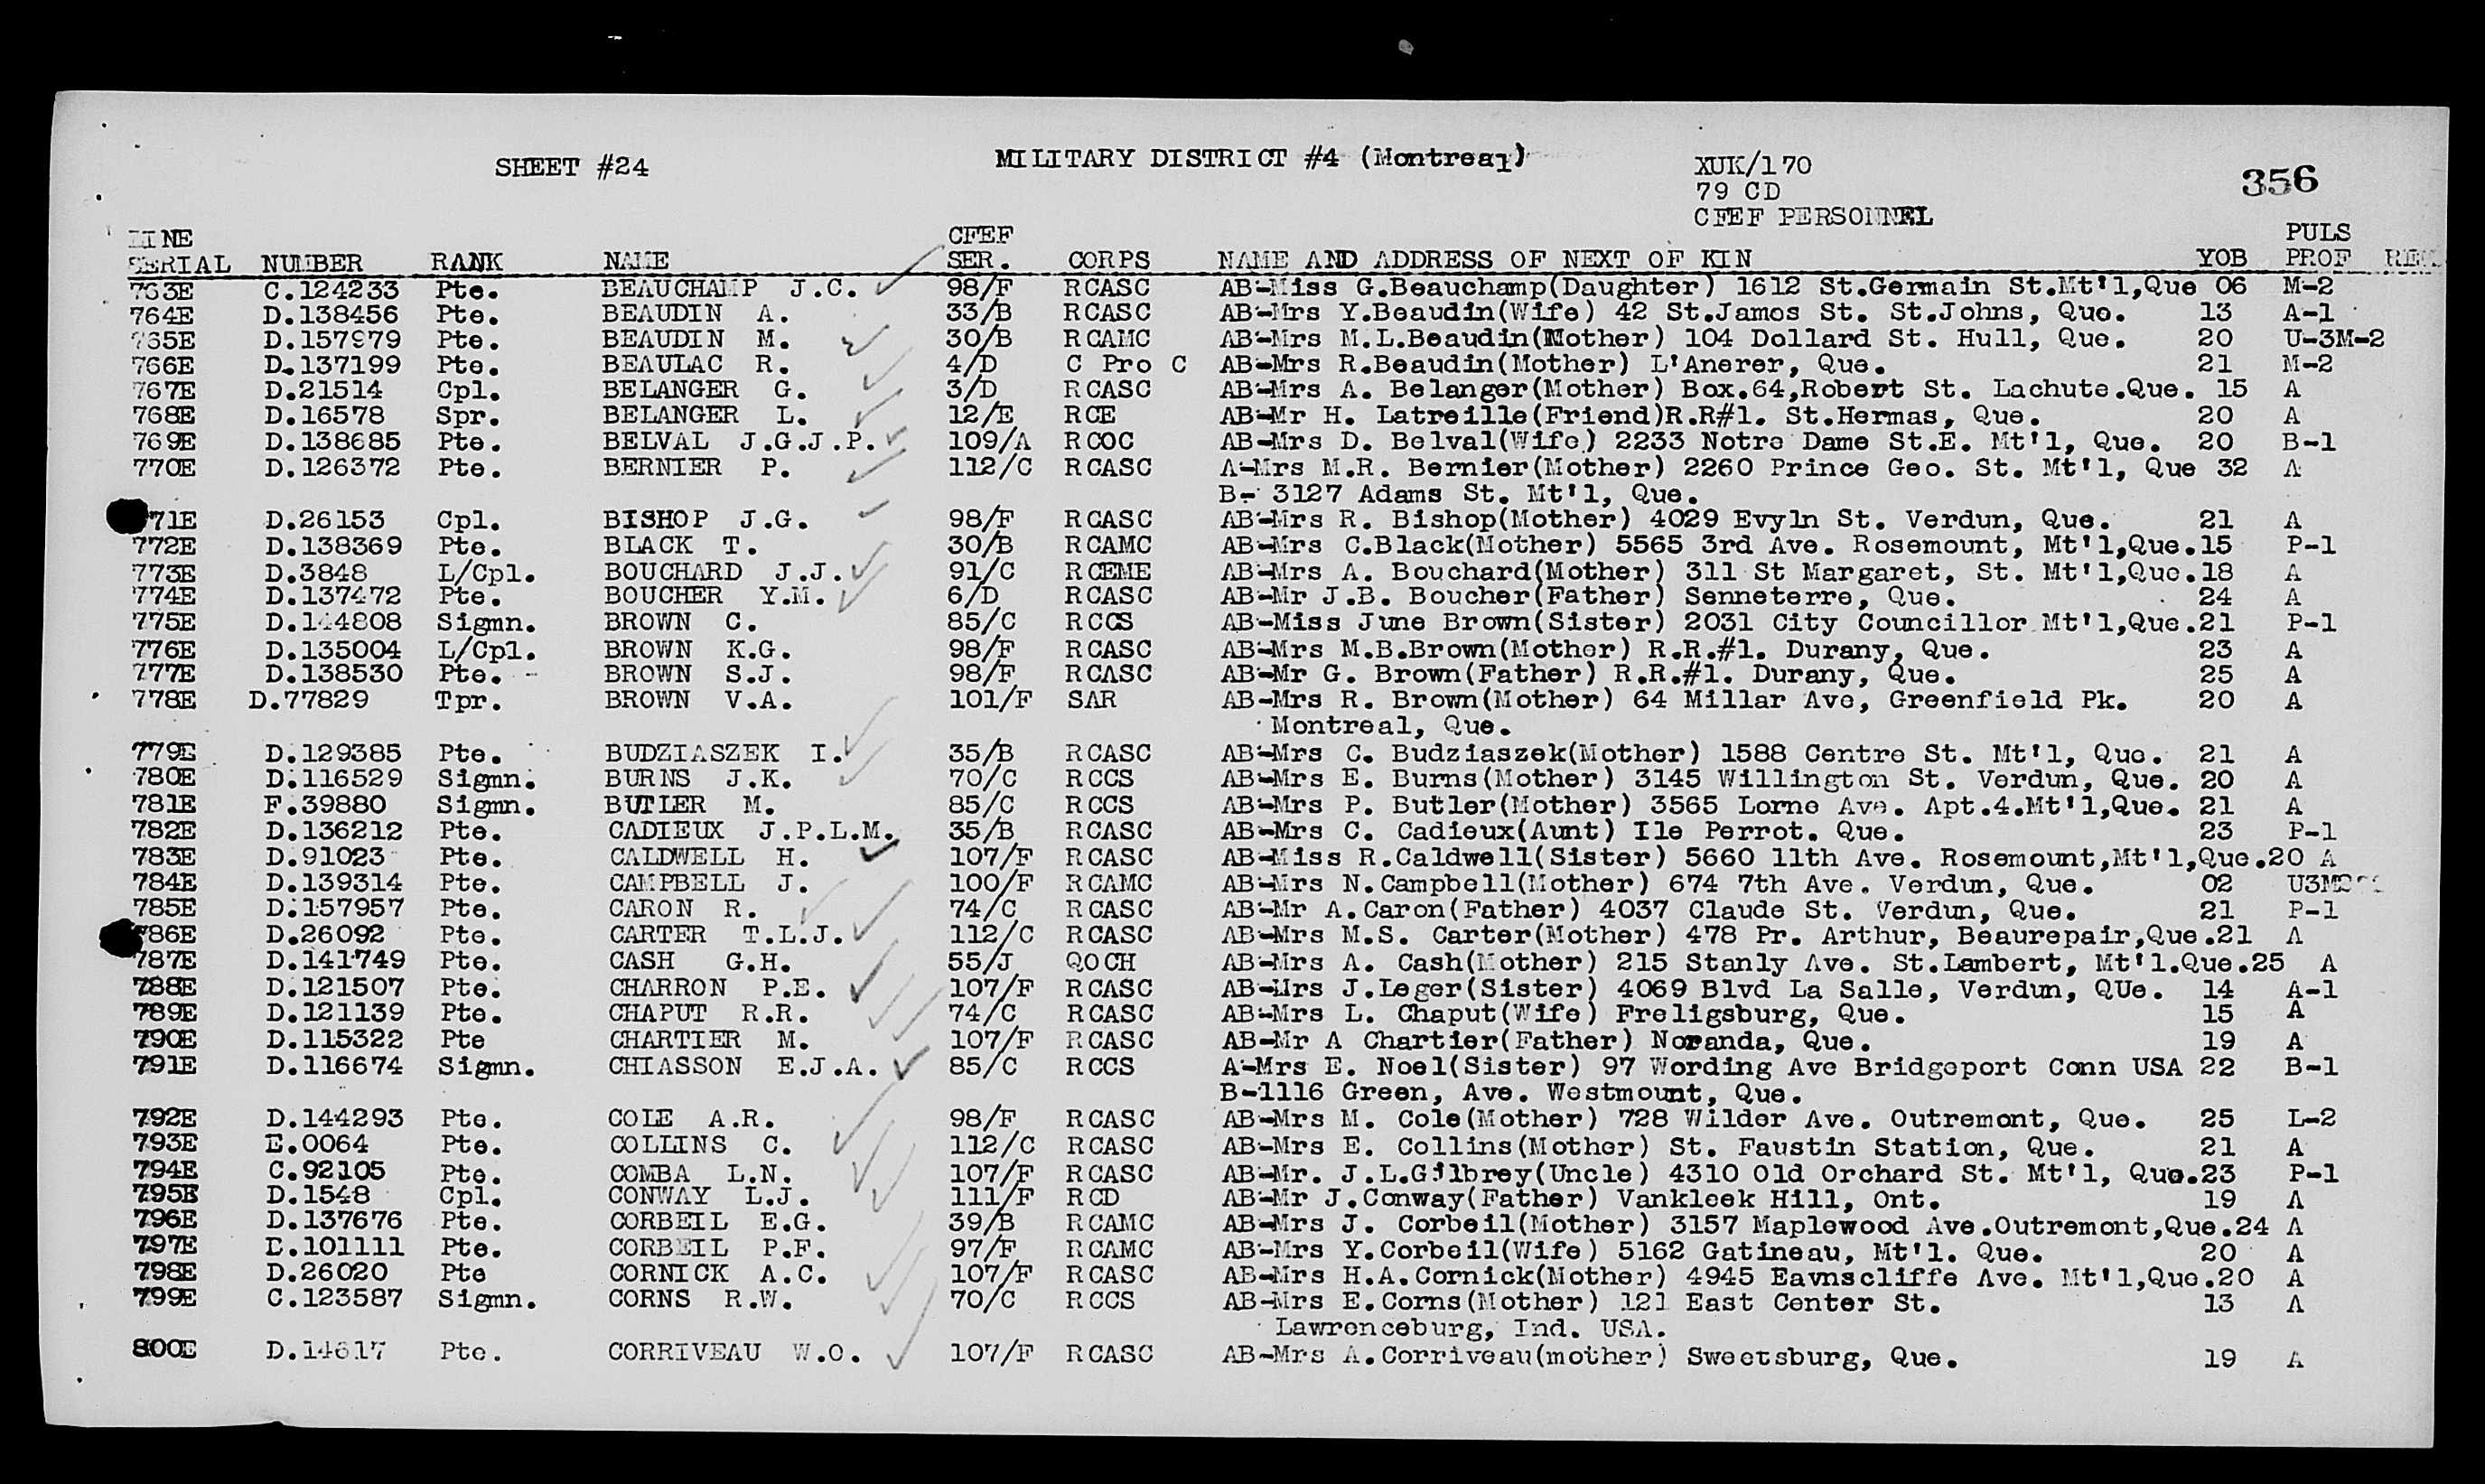 SHEET #24
MILITARY DISTRICT #4 (Montreal)
XUK/170
79 CD
CFEF PERSONNEL
356
LINE SERIAL NUMBER RANK NAME CFEF SER. CORPS NAME AND ADDRESS OF NEXT OF KIN YOB PULS PROF
763E C.124233 Pte. BEAUCHAMP J.C. 98/F RCASC AB-Miss G.Beauchamp(Daughter) 1612 St.Germain St.Mt'l,Que 06 M-2
764E D.138456 Pte. BEAUDIN A. 33/B RCASC AB-Mrs Y.Beaudin(Wife) 42 St.James St. St.Johns, Que. 13 A-1
765E D.157979 Pte. BEAUDIN M. 30/B RCAMC AB-Mrs M.L.Beaudin(Mother) 104 Dollard St. Hull, Que. 20 U-3M-2
766E D.137199 Pte. BEAULAC R. 4/D C Pro C AB-Mrs R.Beaudin(Mother) L'Anerer, Que. 21 M-2
767E D.21514 Cpl. BELANGER G. 3/D RCASC AB-Mrs A. Belanger(Mother) Box.64,Robert St. Lachute.Que. 15 A
768E D.16578 Spr. BELANGER L. 12/E RCE AB-Mr H. Latreille(Friend)R.R#1. St.Hermas, Que. 20 A
769E D.138685 Pte. BELVAL J.G.J.P. 109/A RCOC AB-Mrs D. Belval(Wife) 2233 Notre Dame St.E. Mt'l, Que. 20 B-1
770E D.126372 Pte. BERNIER P. 112/C RCASC A-Mrs M.R. Bernier(Mother) 2260 Prince Geo. St. Mt'l, Que 32 A
B- 3127 Adams St. Mt'l, Que.
771E D.26153 Cpl. BISHOP J.G. 98/F RCASC AB-Mrs R. Bishop(Mother) 4029 Evyln St. Verdun, Que. 21 A
772E D.138369 Pte. BLACK T. 30/B RCAMC AB-Mrs C.Black(Mother) 5565 3rd Ave. Rosemount, Mt'l,Que.15 P-1
773E D.3848 L/Cpl. BOUCHARD J.J. 91/C RCEME AB-Mrs A. Bouchard(Mother) 311 St Margaret, St. Mt'l,Que.18 A
774E D.137472 Pte. BOUCHER Y.M. 6/D RCASC AB-Mr J.B. Boucher(Father) Senneterre, Que. 24 A
775E D.144808 Sigmn. BROWN C. 85/C RCCS AB-Miss June Brown(Sister) 2031 City Councillor Mt'l,Que.21 P-1
776E D.135004 L/Cpl. BROWN K.G. 98/F RCASC AB-Mrs M.B.Brown(Mother) R.R.#1. Durany, Que. 23 A
777E D.138530 Pte. BROWN S.J. 98/F RCASC AB-Mr G. Brown(Father) R.R.#1. Durany, Que. 25 A
778E D.77829 Tpr. BROWN V.A. 101/F SAR AB-Mrs R. Brown(Mother) 64 Millar Ave, Greenfield Pk. 20 A
Montreal, Que.
779E D.129385 Pte. BUDZIASZEK I. 35/B RCASC AB-Mrs C. Budziaszek(Mother) 1588 Centre St. Mt'l, Que. 21 A
780E D.116529 Sigmn. BURNS J.K. 70/C RCCS AB-Mrs E. Burns(Mother) 3145 Willington St. Verdun, Que. 20 A
781E F.39880 Sigmn. BUTLER M. 85/C RCCS AB-Mrs P. Butler(Mother) 3565 Lorne Ave. Apt.4.Mt'l,Que. 21 A
782E D.136212 Pte. CADIEUX J.P.L.M. 35/B RCASC AB-Mrs C. Cadieux(Aunt) Ile Perrot. Que. 23 P-1
783E D.91023 Pte. CALDWELL H. 107/F RCASC AB-Miss R.Caldwell(Sister) 5660 11th Ave. Rosemount,Mt'l,Que.20 A
784E D.139314 Pte. CAMPBELL J. 100/F RCAMC AB-Mrs N.Campbell(Mother) 674 7th Ave. Verdun, Que. 02
785E D.157957 Pte. CARON R. 74/C RCASC AB-Mr A.Caron(Father) 4037 Claude St. Verdun, Que. 21 P-1
786E D.26092 Pte. CARTER T.L.J. 112/C RCASC AB-Mrs M.S. Carter(Mother) 478 Pr. Arthur, Beaurepair,Que.21 A
787E D.141749 Pte. CASH G.H. 55/J QOCH AB-Mrs A. Cash(Mother) 215 Stanly Ave. St.Lambert, Mt'l.Que.25 A
788E D.121507 Pte. CHARRON P.E. 107/F RCASC AB-Mrs J.Leger(Sister) 4069 Blvd La Salle, Verdun, QUe. 14 A-1
789E D.121139 Pte. CHAPUT R.R. 74/C RCASC AB-Mrs L. Chaput(Wife) Freligsburg, Que. 15 A
790E D.115322 Pte CHARTIER M. 107/F RCASC AB-Mr A Chartier(Father) Noranda, Que. 19 A
791E D.116674 Sigmn. CHIASSON E.J.A. 85/C RCCS A-Mrs E. Noel(Sister) 97 Wording Ave Bridgeport Conn USA 22 B-1
B-1116 Green, Ave. Westmount, Que.
792E D.144293 Pte. COLE A.R. 98/F RCASC AB-Mrs M. Cole(Mother) 728 Wilder Ave. Outremont, Que. 25 L-2
793E E.0064 Pte. COLLINS C. 112/C RCASC AB-Mrs E. Collins(Mother) St. Faustin Station, Que. 21 A
794E C.92105 Pte. COMBA L.N. 107/F RCASC AB-Mr. J.L.Gilbrey(Uncle) 4310 Old Orchard St. Mt'l, Que.23 P-1
795E D.1548 Cpl. CONWAY L.J. 111/F RCD AB-Mr J.Conway(Father) Vankleek Hill, Ont. 19 A
796E D.137676 Pte. CORBEIL E.G. 39/B RCAMC AB-Mrs J. Corbeil(Mother) 3157 Maplewood Ave.Outremont,Que.24 A
797E D.101111 Pte. CORBEIL P.F. 97/F RCAMC AB-Mrs Y.Corbeil(Wife) 5162 Gatineau, Mt'l. Que. 20 A
798E D.26020 Pte CORNICK A.C. 107/F RCASC AB-Mrs H.A.Cornick(Mother) 4945 Eavnscliffe Ave. Mt'l,Que.20 A
799E C.123587 Sigmn. CORNS R.W. 70/C RCCS AB-Mrs E.Corns(Mother) 121 East Center St. 13 A
Lawrenceburg, Ind. USA.
800E D.14617 Pte. CORRIVEAU W.O. 107/F RCASC AB-Mrs A.Corriveau(mother) Sweetsburg, Que. 19 A